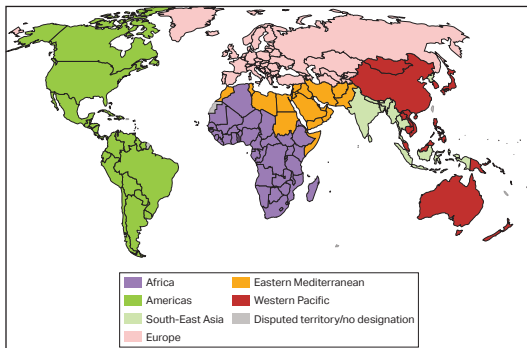 Africa
Americas
South-East Asia
Europe
Eastern Mediterranean
Western Pacific
Disputed territory/no designation